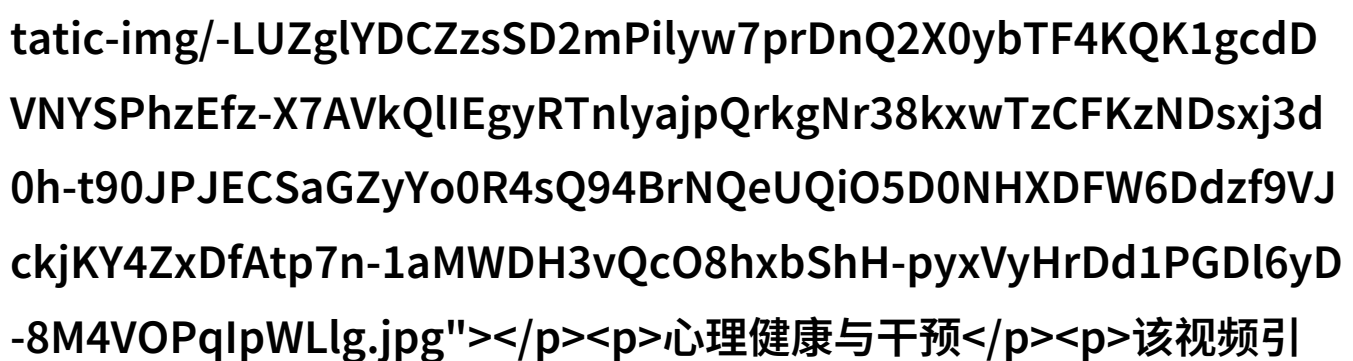 tatic-img/-LUZglYDCZzsSD2mPilyw7prDnQ2X0ybTF4KQK1gcdD
VNYSPhzEfz-X7AVkQlIEgyRTnlyajpQrkgNr38kxwTzCFKzNDsxj3d
0h-t90JPJECSaGZyYo0R4sQ94BrNQeUQiO5D0NHXDFW6Ddzf9VJ
ckjKY4ZxDfAtp7n-1aMWDH3vQcO8hxbShH-pyxVyHrDd1PGDl6yD
-8M4VOPqIpWLlg.jpg"></p><p>心理健康与干预</p><p>该视频引